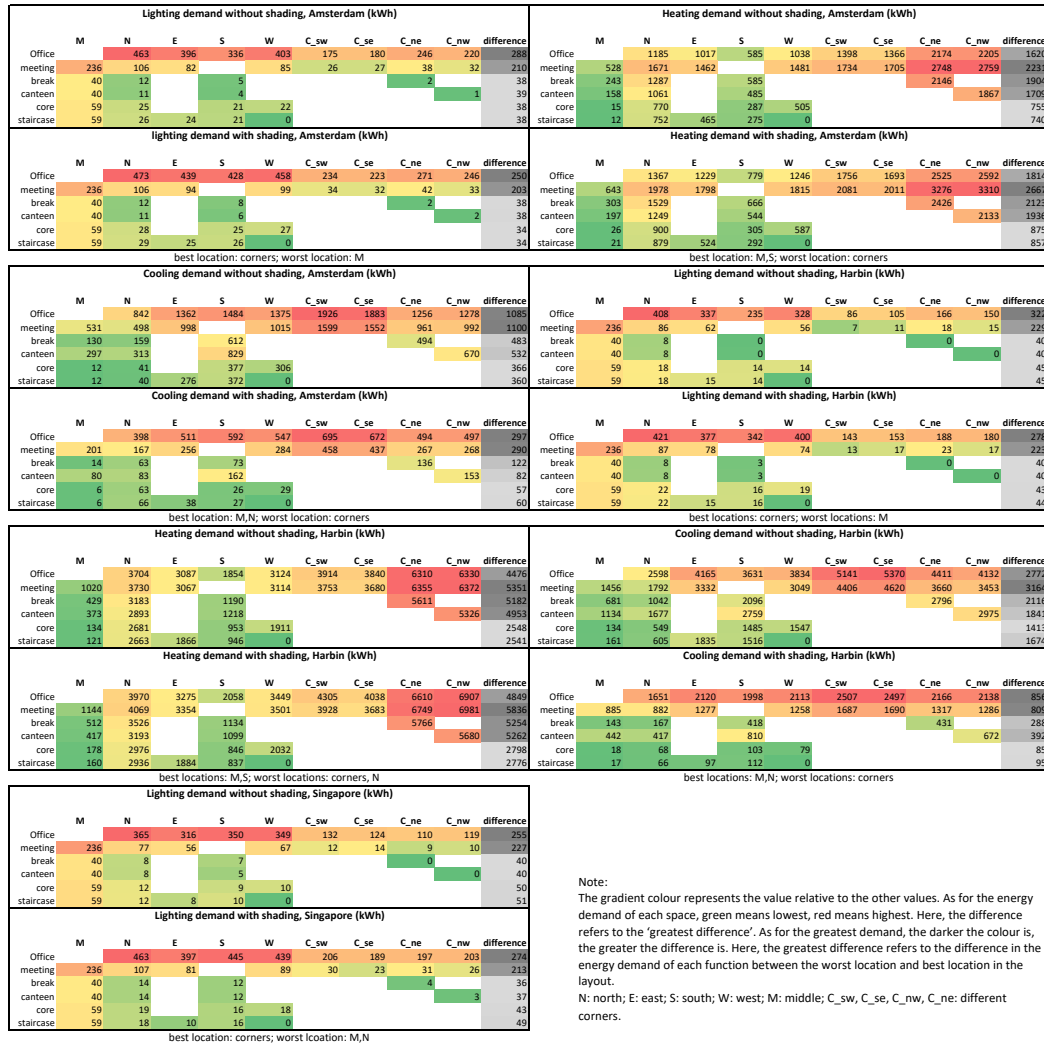 Lighting demand without shading, Amsterdam (kWh)
M N E S W C_sw C_se C_ne C_nw difference
Office 463 396 336 403 175 180 246 220 288
meeting 236 106 82 85 26 27 38 32 210
break 40 12 5 2 38
canteen 40 11 4 1 39
core 59 25 21 22 38
staircase 59 26 24 21 0 38
lighting demand with shading, Amsterdam (kWh)
M N E S W C_sw C_se C_ne C_nw difference
Office 473 439 428 458 234 223 271 246 250
meeting 236 106 94 99 34 32 42 33 203
break 40 12 8 2 38
canteen 40 11 6 2 38
core 59 28 25 27 34
staircase 59 29 25 26 0 34
best location: corners; worst location: M
Heating demand without shading, Amsterdam (kWh)
M N E S W C_sw C_se C_ne C_nw difference
Office 1185 1017 585 1038 1398 1366 2174 2205 1620
meeting 528 1671 1462 1481 1734 1705 2748 2759 2231
break 243 1287 585 2146 1904
canteen 158 1061 485 1867 1709
core 15 770 287 505 755
staircase 12 752 465 275 0 740
Heating demand with shading, Amsterdam (kWh)
M N E S W C_sw C_se C_ne C_nw difference
Office 1367 1229 779 1246 1756 1693 2525 2592 1814
meeting 643 1978 1798 1815 2081 2011 3276 3310 2667
break 303 1529 666 2426 2123
canteen 197 1249 544 2133 1936
core 26 900 305 587 875
staircase 21 879 524 292 0 857
best location: M,S; worst location: corners
Cooling demand without shading, Amsterdam (kWh)
M N E S W C_sw C_se C_ne C_nw difference
Office 842 1362 1484 1375 1926 1883 1256 1278 1085
meeting 531 498 998 1015 1599 1552 961 992 1100
break 130 159 612 494 483
canteen 297 313 829 670 532
core 12 41 377 306 366
staircase 12 40 276 372 0 360
Cooling demand with shading, Amsterdam (kWh)
M N E S W C_sw C_se C_ne C_nw difference
Office 398 511 592 547 695 672 494 497 297
meeting 201 167 256 284 458 437 267 268 290
break 14 63 73 136 122
canteen 80 83 162 153 82
core 6 63 26 29 57
staircase 6 66 38 27 0 60
best location: M,N; worst location: corners
Lighting demand without shading, Harbin (kWh)
M N E S W C_sw C_se C_ne C_nw difference
Office 408 337 235 328 86 105 166 150 322
meeting 236 86 62 56 7 11 18 15 229
break 40 8 0 0 40
canteen 40 8 0 0 40
core 59 18 14 14 45
staircase 59 18 15 14 0 45
Lighting demand with shading, Harbin (kWh)
M N E S W C_sw C_se C_ne C_nw difference
Office 421 377 342 400 143 153 188 180 278
meeting 236 87 78 74 13 17 23 17 223
break 40 8 3 0 40
canteen 40 8 3 0 40
core 59 22 16 19 43
staircase 59 22 15 16 0 44
best locations: corners; worst locations: M
Heating demand without shading, Harbin (kWh)
M N E S W C_sw C_se C_ne C_nw difference
Office 3704 3087 1854 3124 3914 3840 6310 6330 4476
meeting 1020 3730 3067 3114 3753 3680 6355 6372 5351
break 429 3183 1190 5611 5182
canteen 373 2893 1218 5326 4953
core 134 2681 953 1911 2548
staircase 121 2663 1866 946 0 2541
Heating demand with shading, Harbin (kWh)
M N E S W C_sw C_se C_ne C_nw difference
Office 3970 3275 2058 3449 4305 4038 6610 6907 4849
meeting 1144 4069 3354 3501 3928 3683 6749 6981 5836
break 512 3526 1134 5766 5254
canteen 417 3193 1099 5680 5262
core 178 2976 846 2032 2798
staircase 160 2936 1884 837 0 2776
best locations: M,S; worst locations: corners, N
Cooling demand without shading, Harbin (kWh)
M N E S W C_sw C_se C_ne C_nw difference
Office 2598 4165 3631 3834 5141 5370 4411 4132 2772
meeting 1456 1792 3332 3049 4406 4620 3660 3453 3164
break 681 1042 2096 2796 2116
canteen 1134 1677 2759 2975 1841
core 134 549 1485 1547 1413
staircase 161 605 1835 1516 0 1674
Cooling demand with shading, Harbin (kWh)
M N E S W C_sw C_se C_ne C_nw difference
Office 1651 2120 1998 2113 2507 2497 2166 2138 856
meeting 885 882 1277 1258 1687 1690 1317 1286 809
break 143 167 418 431 288
canteen 442 417 810 672 392
core 18 68 103 79 85
staircase 17 66 97 112 0 95
best locations: M,N; worst locations: corners
Lighting demand without shading, Singapore (kWh)
M N E S W C_sw C_se C_ne C_nw difference
Office 365 316 350 349 132 124 110 119 255
meeting 236 77 56 67 12 14 9 10 227
break 40 8 7 0 40
canteen 40 8 5 0 40
core 59 12 9 10 50
staircase 59 12 8 10 0 51
Lighting demand with shading, Singapore (kWh)
M N E S W C_sw C_se C_ne C_nw difference
Office 463 397 445 439 206 189 197 203 274
meeting 236 107 81 89 30 23 31 26 213
break 40 14 12 4 36
canteen 40 14 12 3 37
core 59 19 16 18 43
staircase 59 18 10 16 0 49
best location: corners; worst lcoation: M,N
Note:
The gradient colour represents the value relative to the other values. As for the energy
demand of each space, green means lowest, red means highest. Here, the difference
refers to the ‘greatest difference’. As for the greatest demand, the darker the colour is,
the greater the difference is. Here, the greatest difference refers to the difference in the
energy demand of each function between the worst location and best location in the
layout.
N: north; E: east; S: south; W: west; M: middle; C_sw, C_se, C_nw, C_ne: different
corners.